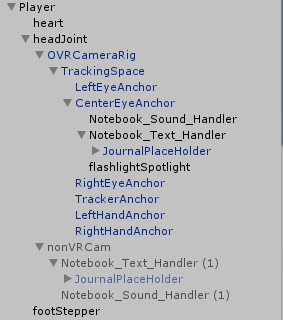 Player
heart
headJoint
OVRCameraRig
TrackingSpace
LeftEyeAnchor
CenterEyeAnchor
Notebook_Sound_Handler
Notebook_Text_Handler
JournalPlaceHolder
flashlightSpotlight
RightEyeAnchor
TrackerAnchor
LeftHandAnchor
RightHandAnchor
nonVRCam
Notebook_Text_Handler (1)
JournalPlaceHolder
Notebook_Sound_Handler (1)
footStepper